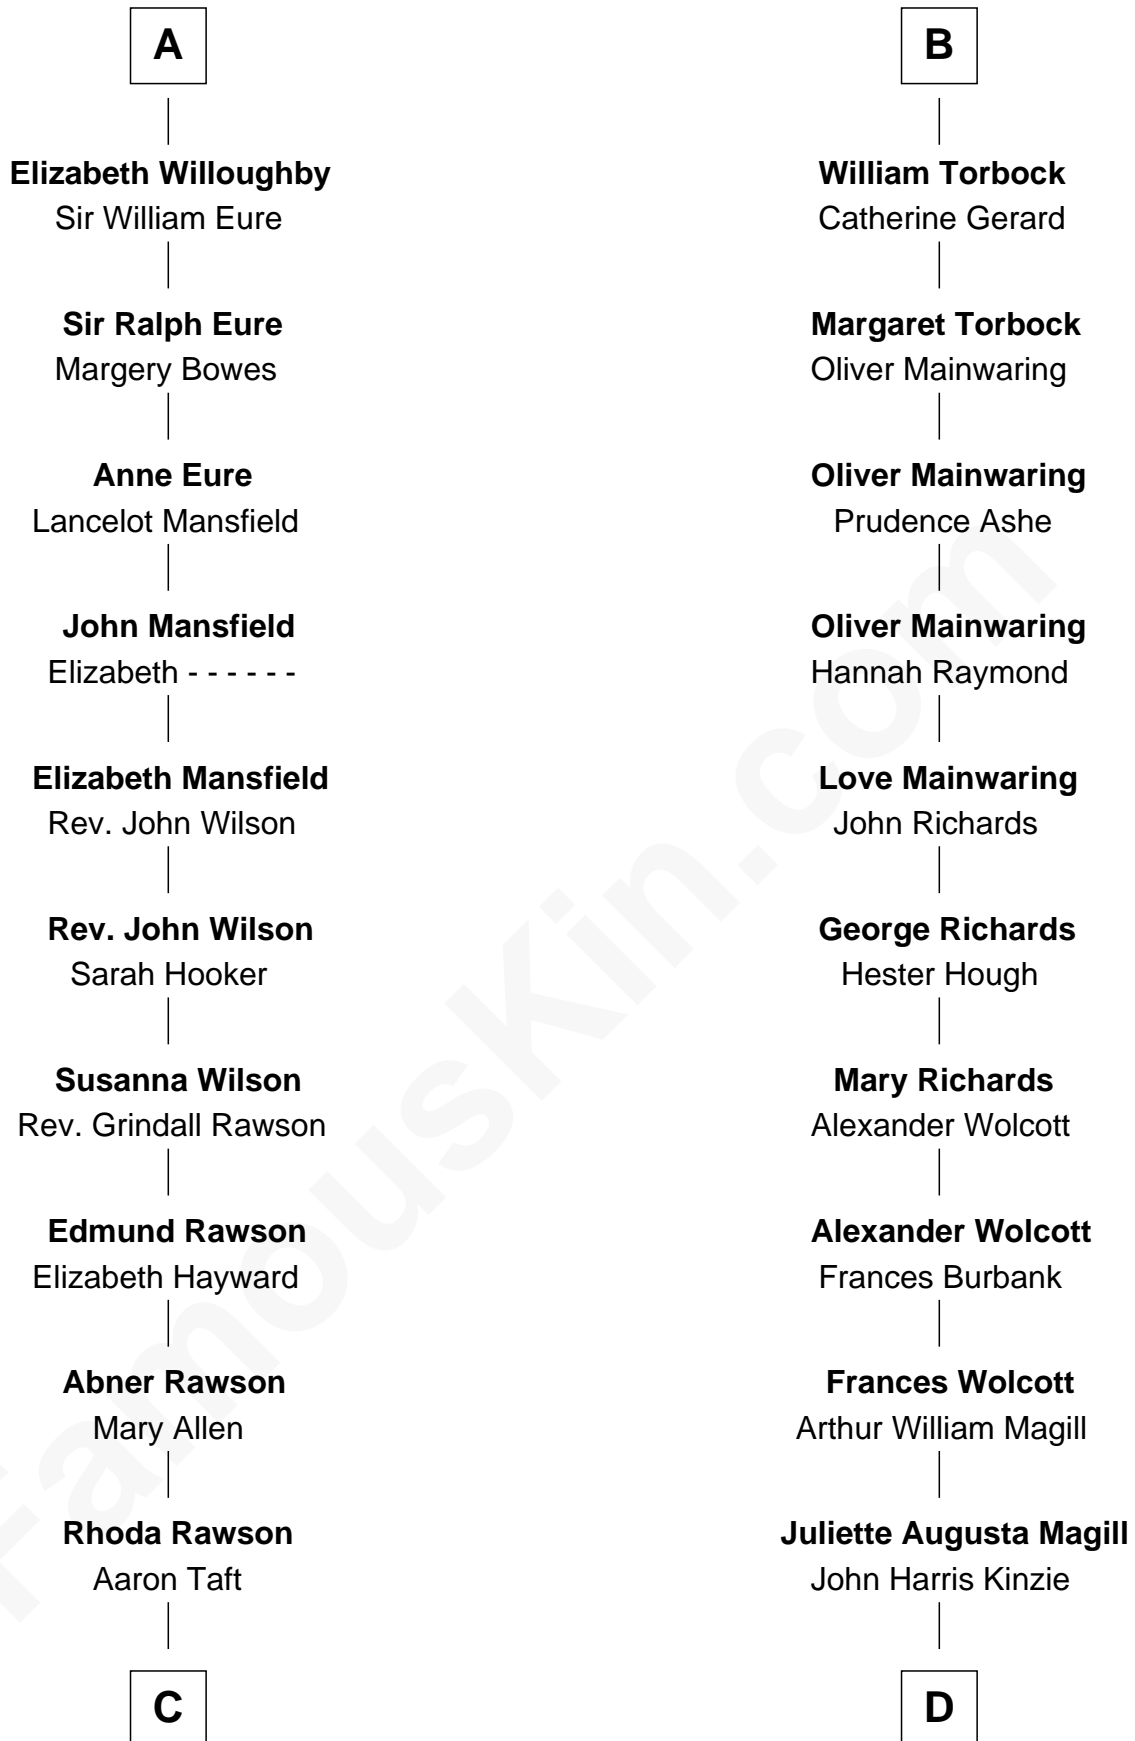 A
Elizabeth Willoughby
Sir William Eure
Sir Ralph Eure
Margery Bowes
Anne Eure
Lancelot Mansfield
John Mansfield
Elizabeth - - - - - -
Elizabeth Mansfield
Rev. John Wilson
Rev. John Wilson
Sarah Hooker
Susanna Wilson
Rev. Grindall Rawson
Edmund Rawson
Elizabeth Hayward
Abner Rawson
Mary Allen
Rhoda Rawson
Aaron Taft
C
B
William Torbock
Catherine Gerard
Margaret Torbock
Oliver Mainwaring
Oliver Mainwaring
Prudence Ashe
Oliver Mainwaring
Hannah Raymond
Love Mainwaring
John Richards
George Richards
Hester Hough
Mary Richards
Alexander Wolcott
Alexander Wolcott
Frances Burbank
Frances Wolcott
Arthur William Magill
Juliette Augusta Magill
John Harris Kinzie
D
FamousKin.com